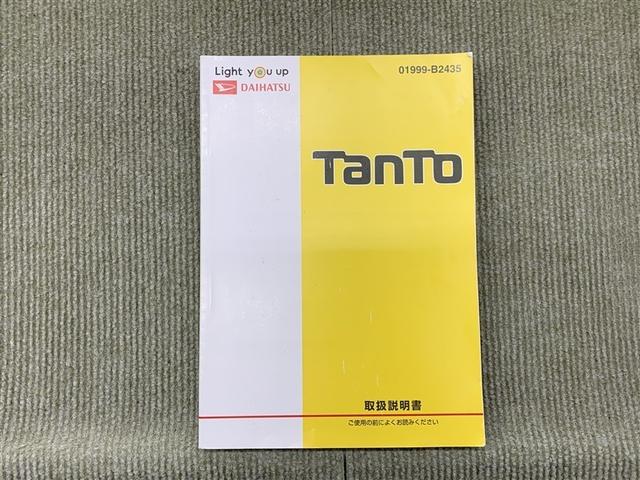 Light you up
DAIHATSU
01999-B2435
TanTo
取扱説明書
ご使用の前によくお読みください